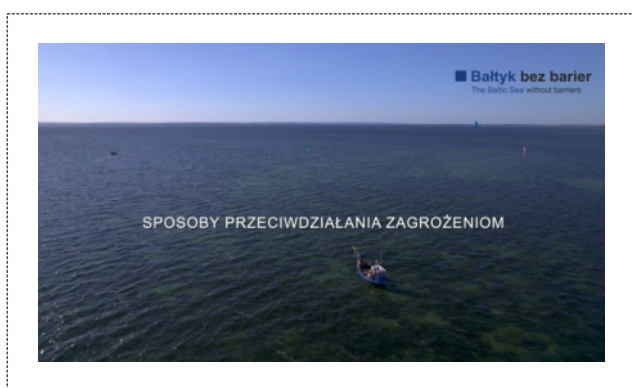 Bałtyk bez barier
The Baltic Sea without barriers
SPOSOBY PRZECIWDZIAŁANIA ZAGROŻENIOM